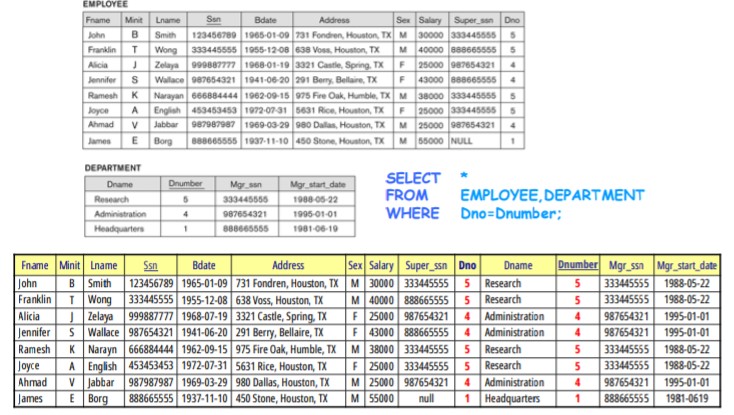 EMPLOYEE
Fname Minit Lname Ssn Bdate Address Sex Salary Super_ssn Dno
John B Smith 123456789 1965-01-09 731 Fondren, Houston, TX M 30000 333445555 5
Franklin T Wong 333445555 1955-12-08 638 Voss, Houston, TX M 40000 888665555 5
Alicia J Zelaya 999887777 1968-01-19 3321 Castle, Spring, TX F 25000 987654321 4
Jennifer S Wallace 987654321 1941-06-20 291 Berry, Bellaire, TX F 43000 888665555 4
Ramesh K Narayan 666884444 1962-09-15 975 Fire Oak, Humble, TX M 38000 333445555 5
Joyce A English 453453453 1972-07-31 5631 Rice, Houston, TX F 25000 333445555 5
Ahmad V Jabbar 987987987 1969-03-29 980 Dallas, Houston, TX M 25000 987654321 4
James E Borg 888665555 1937-11-10 450 Stone, Houston, TX M 55000 NULL 1
DEPARTMENT
Dname Dnumber Mgr_ssn Mgr_start_date
Research 5 333445555 1988-05-22
Administration 4 987654321 1995-01-01
Headquarters 1 888665555 1981-06-19
SELECT *
FROM EMPLOYEE,DEPARTMENT
WHERE Dno=Dnumber;
Fname Minit Lname Ssn Bdate Address Sex Salary Super_ssn Dno Dname Dnumber Mgr_ssn Mgr_start_date
John B Smith 123456789 1965-01-09 731 Fondren, Houston, TX M 30000 333445555 5 Research 5 333445555 1988-05-22
Franklin T Wong 333445555 1955-12-08 638 Voss, Houston, TX M 40000 888665555 5 Research 5 333445555 1988-05-22
Alicia J Zelaya 999887777 1968-07-19 3321 Castle, Spring, TX F 25000 987654321 4 Administration 4 987654321 1995-01-01
Jennifer S Wallace 987654321 1941-06-20 291 Berry, Bellaire, TX F 43000 888665555 4 Administration 4 987654321 1995-01-01
Ramesh K Narayn 666884444 1962-09-15 975 Fire Oak, Humble, TX M 38000 333445555 5 Research 5 333445555 1988-05-22
Joyce A English 453453453 1972-07-31 5631 Rice, Houston, TX F 25000 333445555 5 Research 5 333445555 1988-05-22
Ahmad V Jabbar 987987987 1969-03-29 980 Dallas, Houston, TX M 25000 987654321 4 Administration 4 987654321 1995-01-01
James E Borg 888665555 1937-11-10 450 Stone, Houston, TX M 55000 null 1 Headquarters 1 888665555 1981-0619